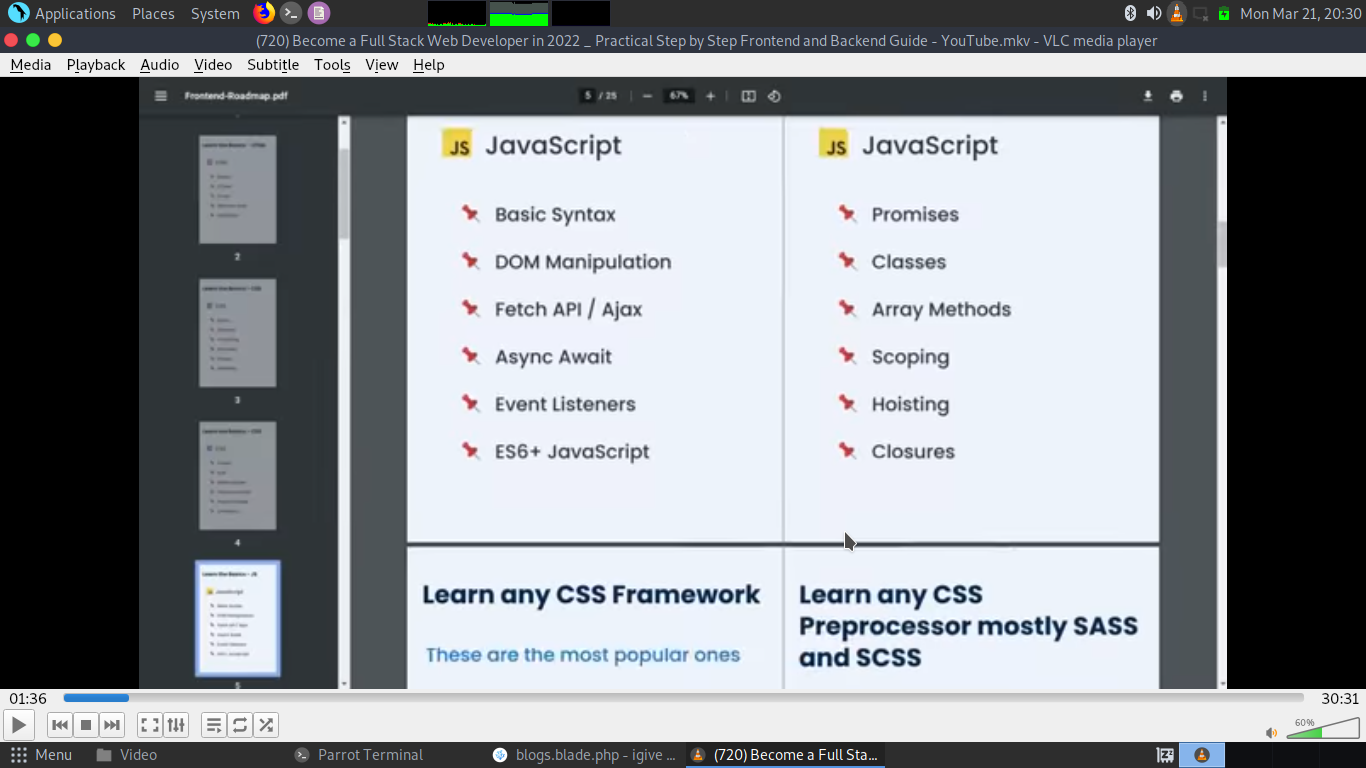 Applications Places System Mon Mar 21, 20:30
(720) Become a Full Stack Web Developer in 2022 _ Practical Step by Step Frontend and Backend Guide - YouTube.mkv - VLC media player
Media Playback Audio Video Subtitle Tools View Help
Frontend-Roadmap.pdf 5 / 25 67%
2
3
4
5
JS JavaScript
Basic Syntax
DOM Manipulation
Fetch API / Ajax
Async Await
Event Listeners
ES6+ JavaScript
JS JavaScript
Promises
Classes
Array Methods
Scoping
Hoisting
Closures
Learn any CSS Framework
These are the most popular ones
Learn any CSS
Preprocessor mostly SASS
and SCSS
01:36 30:31
60%
Menu Video Parrot Terminal blogs.blade.php - igive ... (720) Become a Full Sta...